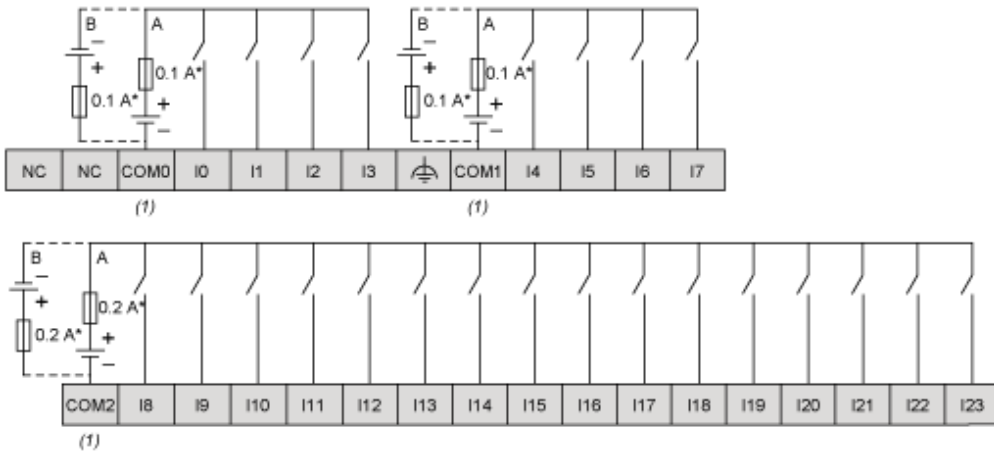 B A B A
− −
0.1 A* 0.1 A*
+ + + +
0.1 A* − 0.1 A* −
NC NC COM0 I0 I1 I2 I3 COM1 I4 I5 I6 I7
(1) (1)
B A
−
+ 0.2 A*
0.2 A* +
−
COM2 I8 I9 I10 I11 I12 I13 I14 I15 I16 I17 I18 I19 I20 I21 I22 I23
(1)